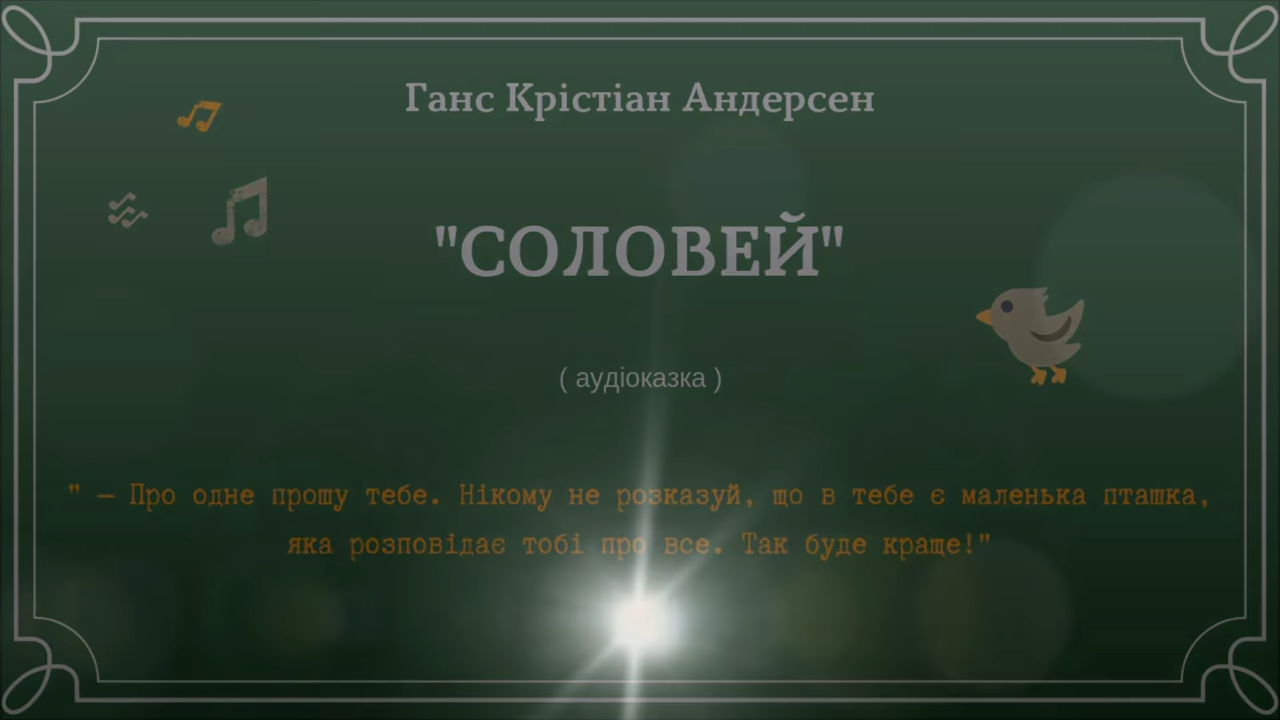 Ганс Крістіан Андерсен
"СОЛОВЕЙ"
( аудіоказка )
" — Про одне прошу тебе. Нікому не розказуй, що в тебе є маленька пташка,
яка розповідає тобі про все. Так буде краще!"